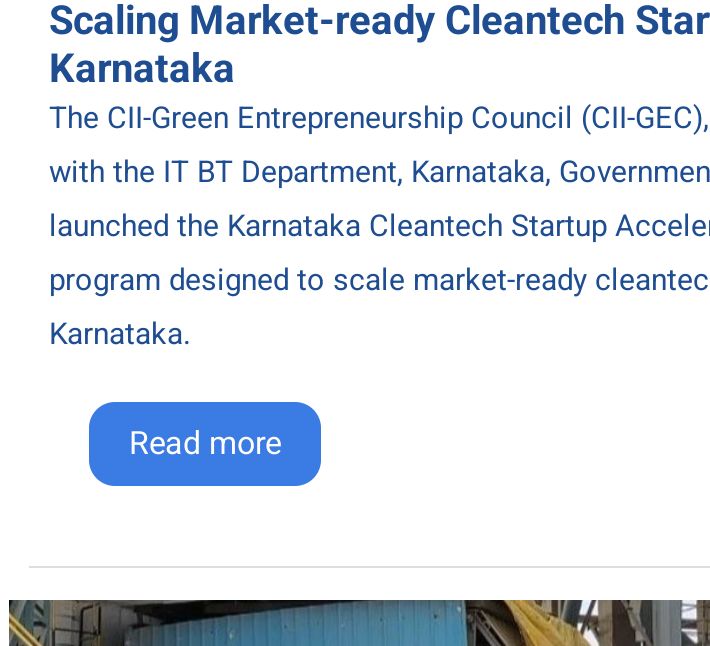 Scaling Market-ready Cleantech Star
Karnataka
The CII-Green Entrepreneurship Council (CII-GEC),
with the IT BT Department, Karnataka, Governmen
launched the Karnataka Cleantech Startup Acceler
program designed to scale market-ready cleantec
Karnataka.
Read more